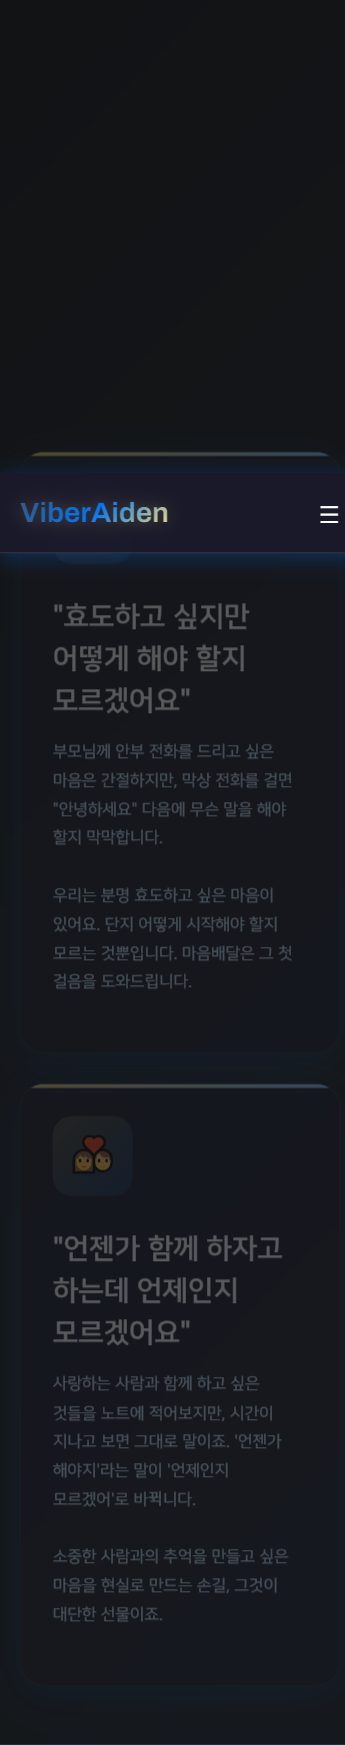 ViberAiden
"효도하고 싶지만
어떻게 해야 할지
모르겠어요"
부모님께 안부 전화를 드리고 싶은
마음은 간절하지만, 막상 전화를 걸면
"안녕하세요" 다음에 무슨 말을 해야
할지 막막합니다.
우리는 분명 효도하고 싶은 마음이
있어요. 단지 어떻게 시작해야 할지
모르는 것뿐입니다. 마음배달은 그 첫
걸음을 도와드립니다.
"언젠가 함께 하자고
하는데 언제인지
모르겠어요"
사랑하는 사람과 함께 하고 싶은
것들을 노트에 적어보지만, 시간이
지나고 보면 그대로 말이죠. '언젠가
해야지'라는 말이 '언제인지
모르겠어'로 바뀍니다.
소중한 사람과의 추억을 만들고 싶은
마음을 현실로 만드는 손길, 그것이
대단한 선물이죠.